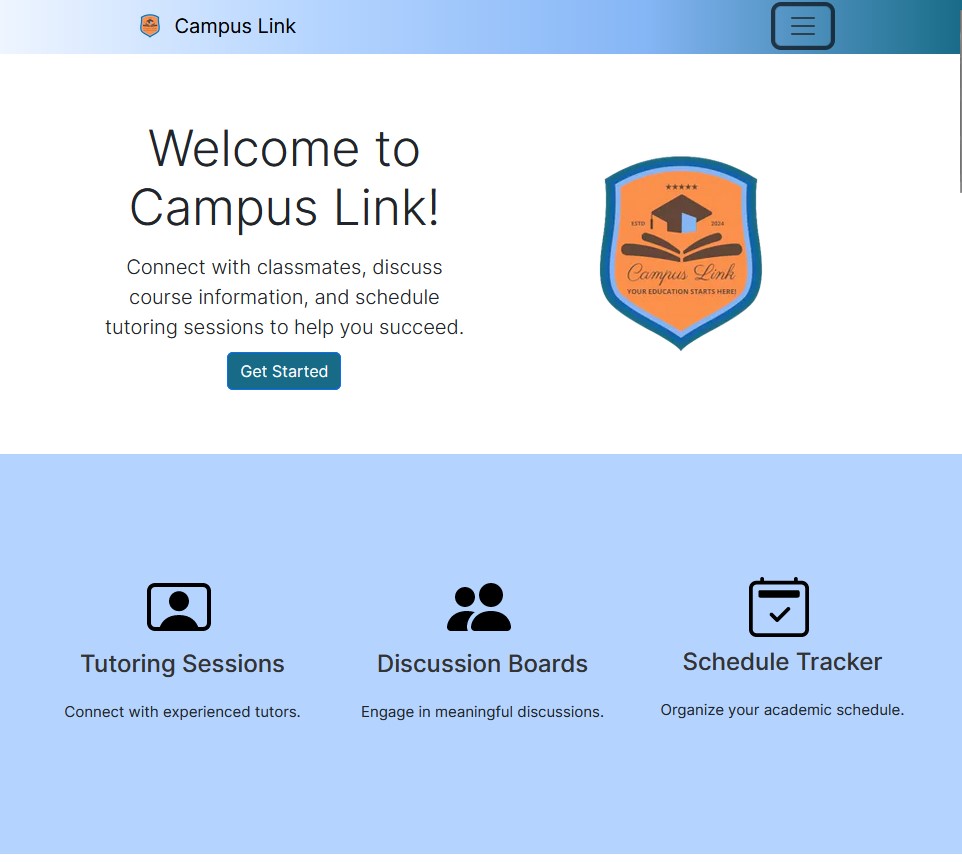 Campus Link
Welcome to
Campus Link!
Connect with classmates, discuss
course information, and schedule
tutoring sessions to help you succeed.
Get Started
★★★★★
ESTD 2024
Campus Link
YOUR EDUCATION STARTS HERE!
Tutoring Sessions
Connect with experienced tutors.
Discussion Boards
Engage in meaningful discussions.
Schedule Tracker
Organize your academic schedule.